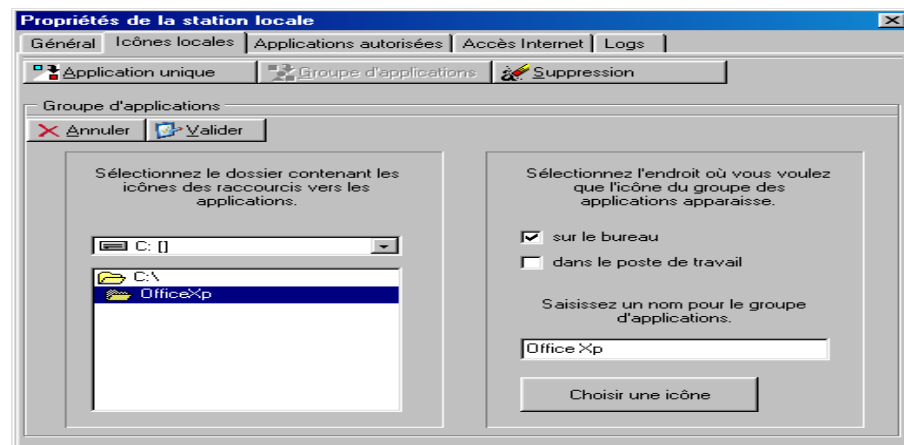 Propriétés de la station locale
Général Icônes locales Applications autorisées Accès Internet Logs
Application unique Groupe d'applications Suppression
Groupe d'applications
Annuler Valider
Sélectionnez le dossier contenant les
icônes des raccourcis vers les
applications.
C: []
C:\
OfficeXp
Sélectionnez l'endroit où vous voulez
que l'icône du groupe des
applications apparaisse.
sur le bureau
dans le poste de travail
Saisissez un nom pour le groupe
d'applications.
Office Xp
Choisir une icône